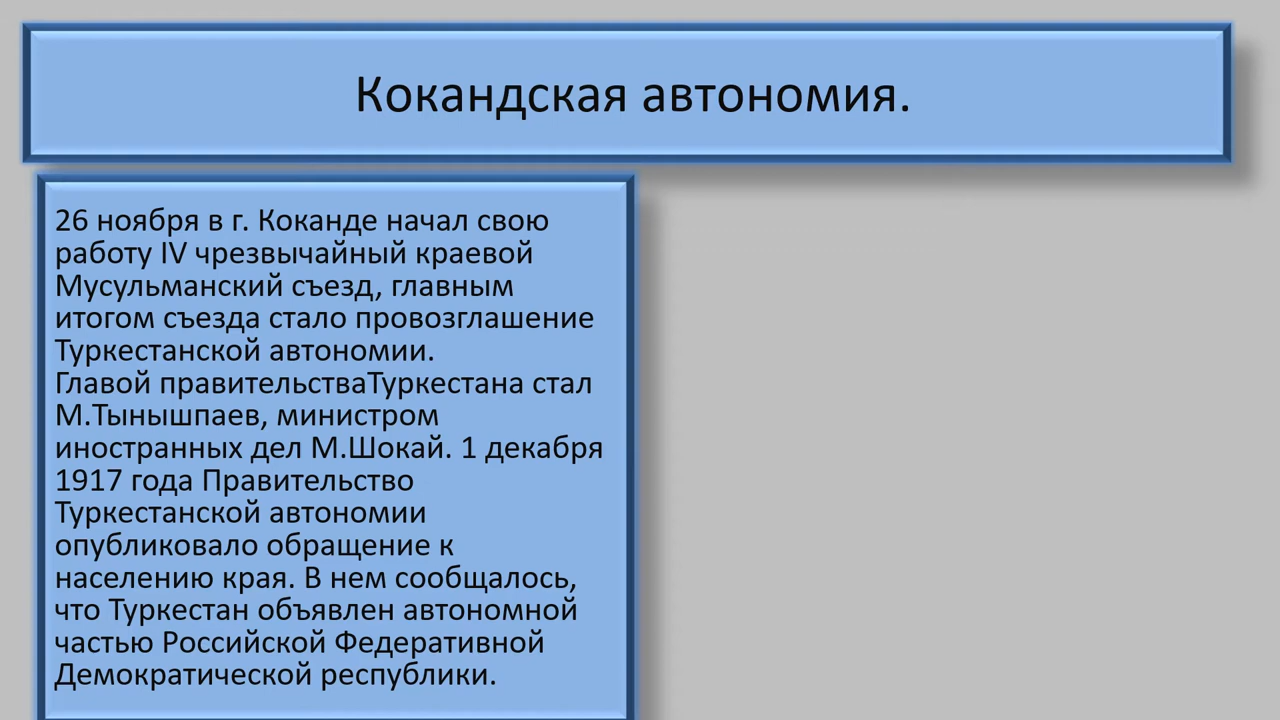 Кокандская автономия.
26 ноября в г. Коканде начал свою
работу IV чрезвычайный краевой
Мусульманский съезд, главным
итогом съезда стало провозглашение
Туркестанской автономии.
Главой правительстваТуркестана стал
М.Тынышпаев, министром
иностранных дел М.Шокай. 1 декабря
1917 года Правительство
Туркестанской автономии
опубликовало обращение к
населению края. В нем сообщалось,
что Туркестан объявлен автономной
частью Российской Федеративной
Демократической республики.